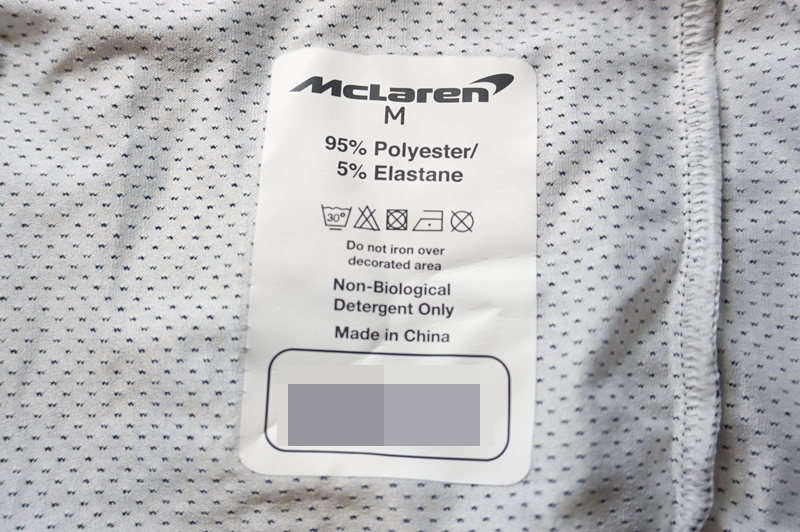 McLaren
M
95% Polyester/
5% Elastane
30°
Do not iron over
decorated area
Non-Biological
Detergent Only
Made in China